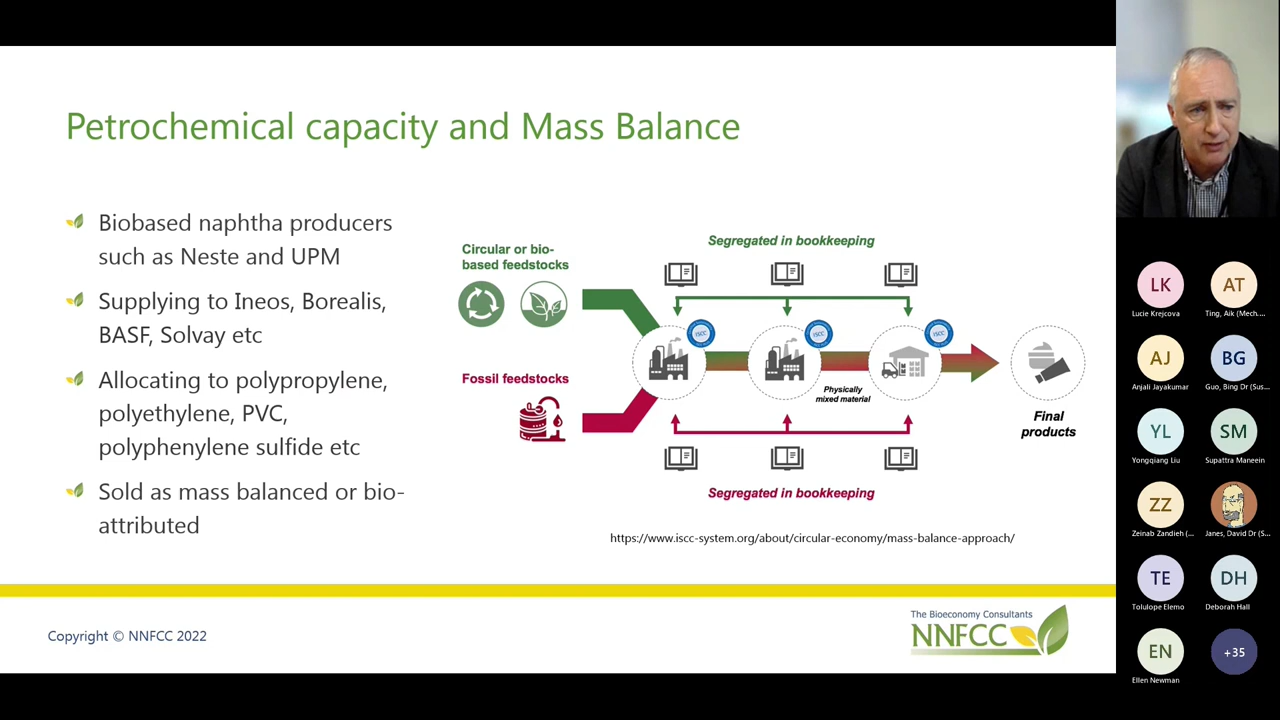 Petrochemical capacity and Mass Balance
Biobased naphtha producers
such as Neste and UPM
Supplying to Ineos, Borealis,
BASF, Solvay etc
Allocating to polypropylene,
polyethylene, PVC,
polyphenylene sulfide etc
Sold as mass balanced or bio-
attributed
Segregated in bookkeeping
Circular or bio-
based feedstocks
ISCC
ISCC
ISCC
Fossil feedstocks
Physically
mixed material
Final
products
Segregated in bookkeeping
https://www.iscc-system.org/about/circular-economy/mass-balance-approach/
Copyright © NNFCC 2022
The Bioeconomy Consultants
NNFCC
LK
Lucie Krejcova
AT
Ting, Aik (Mech....
AJ
Anjali Jayakumar
BG
Guo, Bing Dr (Sus...
YL
Yongqiang Liu
SM
Supattra Maneein
ZZ
Zeinab Zandieh (...
Janes, David Dr (S...
TE
Tolulope Elemo
DH
Deborah Hall
EN
Ellen Newman
+35